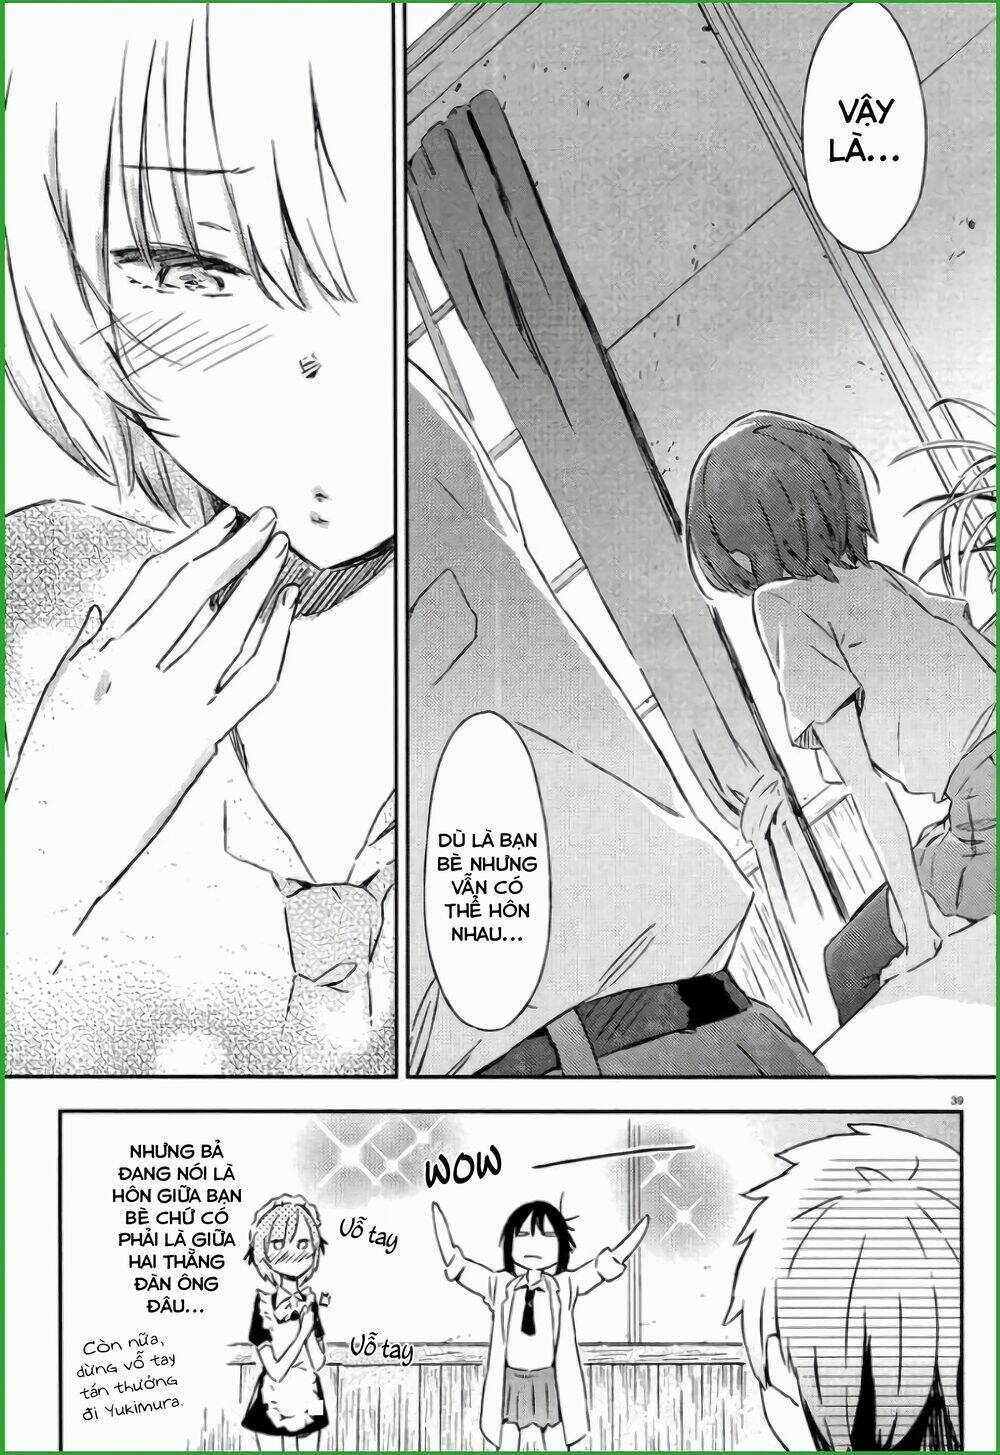 VẬY
LÀ...
DÙ LÀ BẠN
BÈ NHƯNG
VẪN CÓ
THỂ HÔN
NHAU...
39
WOW
Vỗ tay
Vỗ tay
NHƯNG BẢ
ĐANG NÓI LÀ
HÔN GIỮA BẠN
BÈ CHỨ CÓ
PHẢI LÀ GIỮA
HAI THẰNG
ĐÀN ÔNG
ĐÂU...
Còn nữa,
dừng vỗ tay
tán thưởng
đi Yukimura.